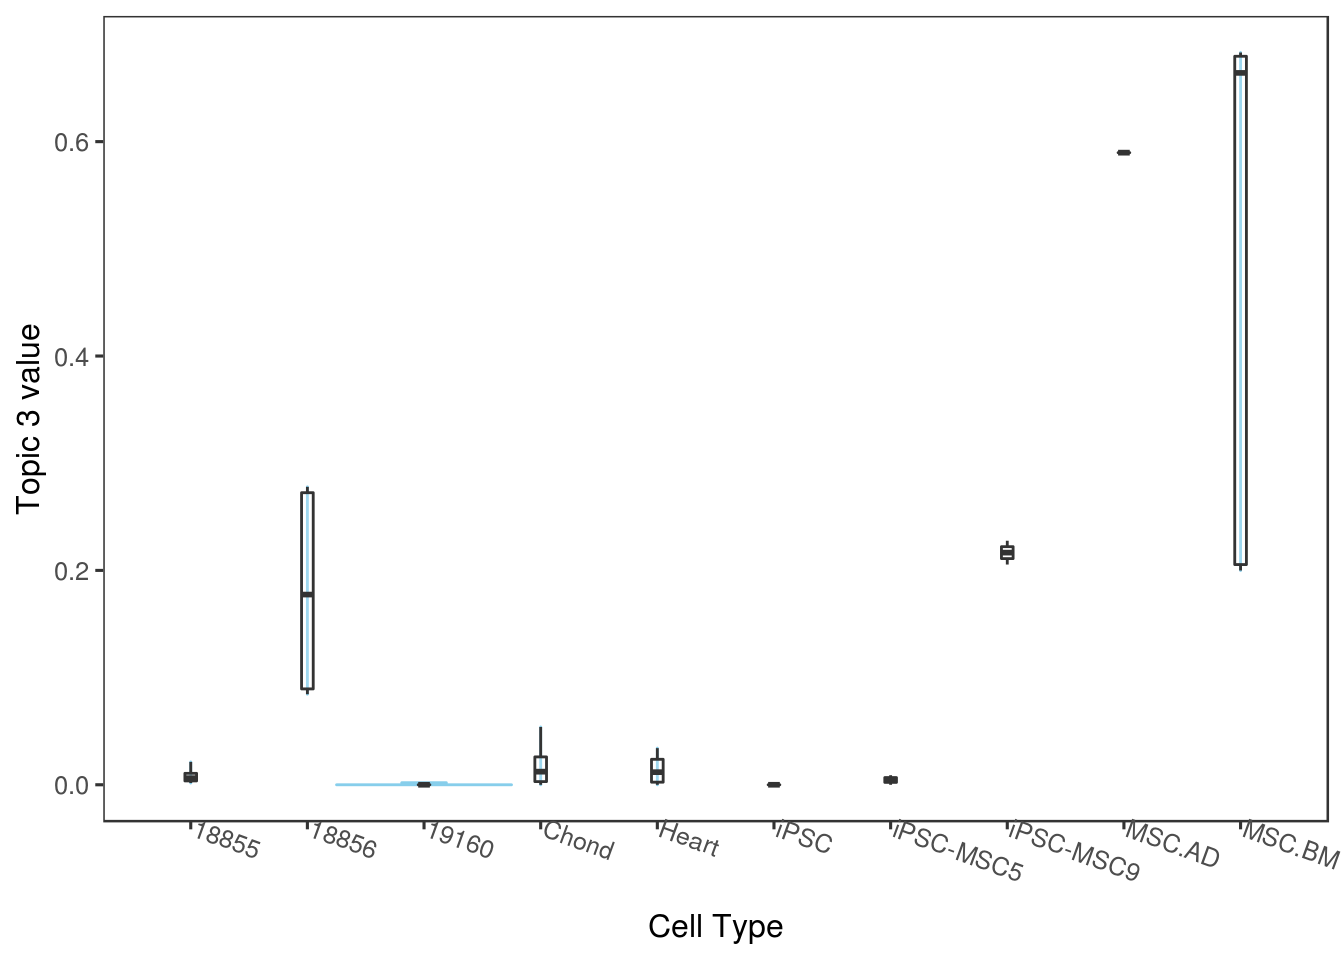 Topic 3 value
0.6
0.4
0.2
0.0
18855
18856
19160
Chond
Heart
iPSC
iPSC-MSC5
iPSC-MSC9
MSC.AD
MSC.BM
Cell Type